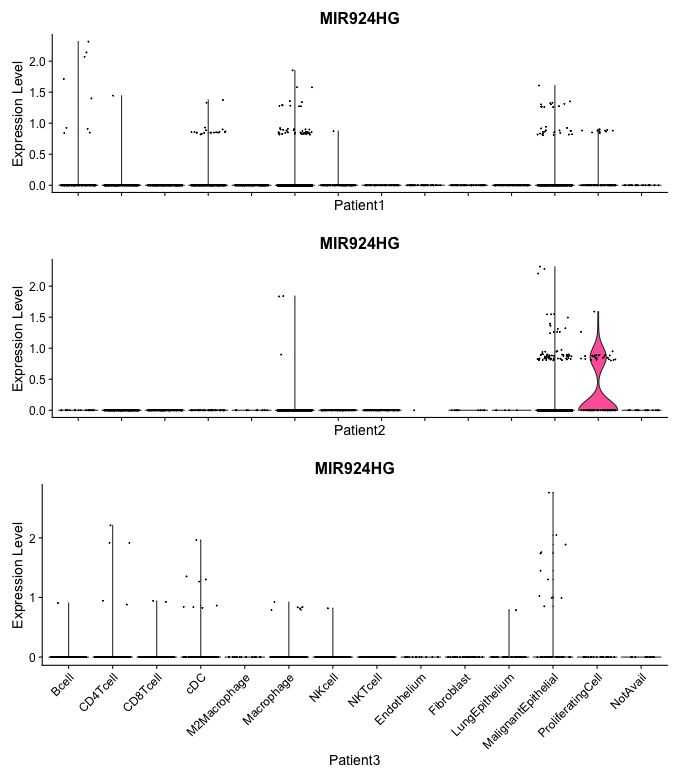 MIR924HG
Expression Level
2.0
1.5
1.0
0.5
0.0
Patient1
MIR924HG
Expression Level
2.0
1.5
1.0
0.5
0.0
Patient2
MIR924HG
Expression Level
2
1
0
Bcell
CD4Tcell
CD8Tcell
cDC
M2Macrophage
Macrophage
NKcell
NKTcell
Endothelium
Fibroblast
LungEpithelium
MalignantEpithelial
ProliferatingCell
NotAvail
Patient3